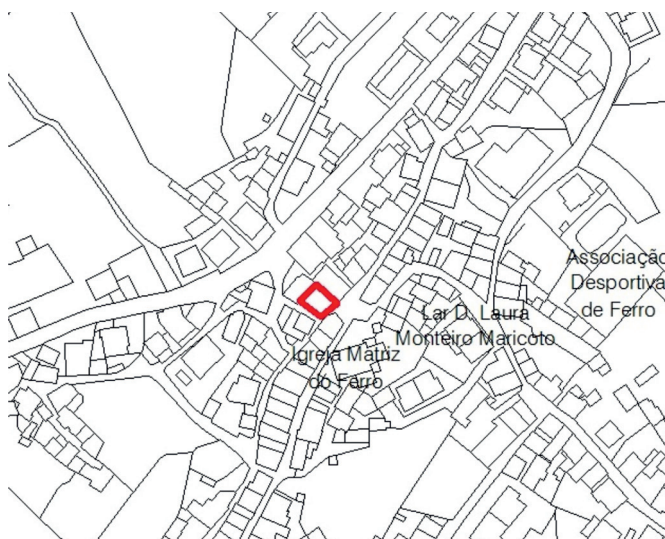 Associação
Desportiva
de Ferro
Lar D. Laura
Monteiro Maricoto
Igreja Matriz
do Ferro